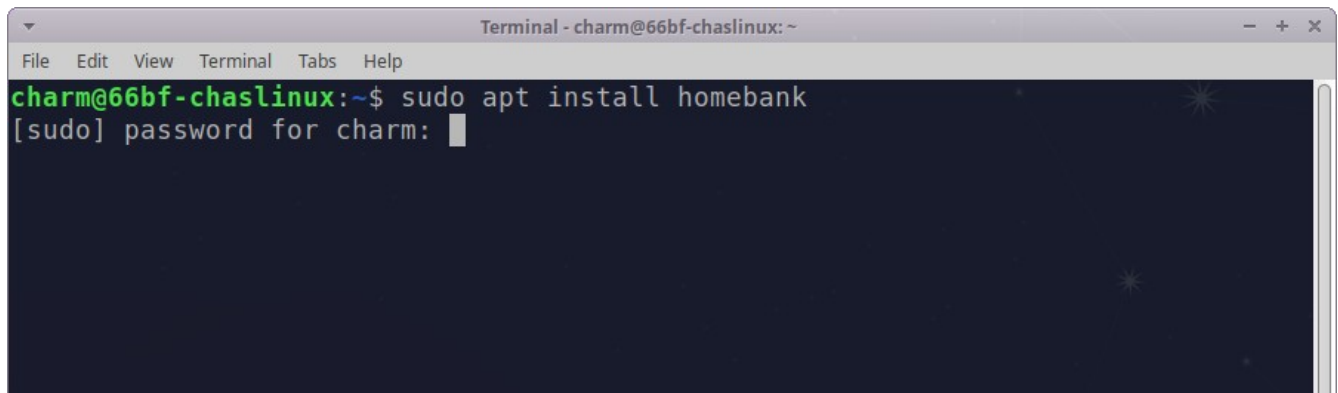 Terminal - charm@66bf-chaslinux: ~
File Edit View Terminal Tabs Help
charm@66bf-chaslinux:~$ sudo apt install homebank
[sudo] password for charm: